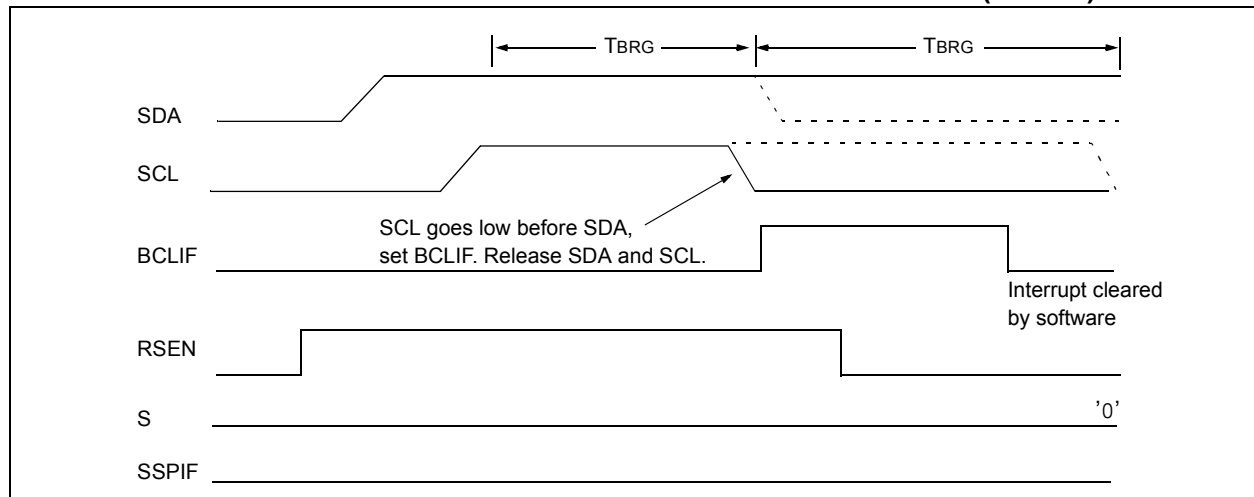 TBRG TBRG
SDA
SCL
SCL goes low before SDA,
set BCLIF. Release SDA and SCL.
BCLIF
Interrupt cleared
by software
RSEN
S '0'
SSPIF